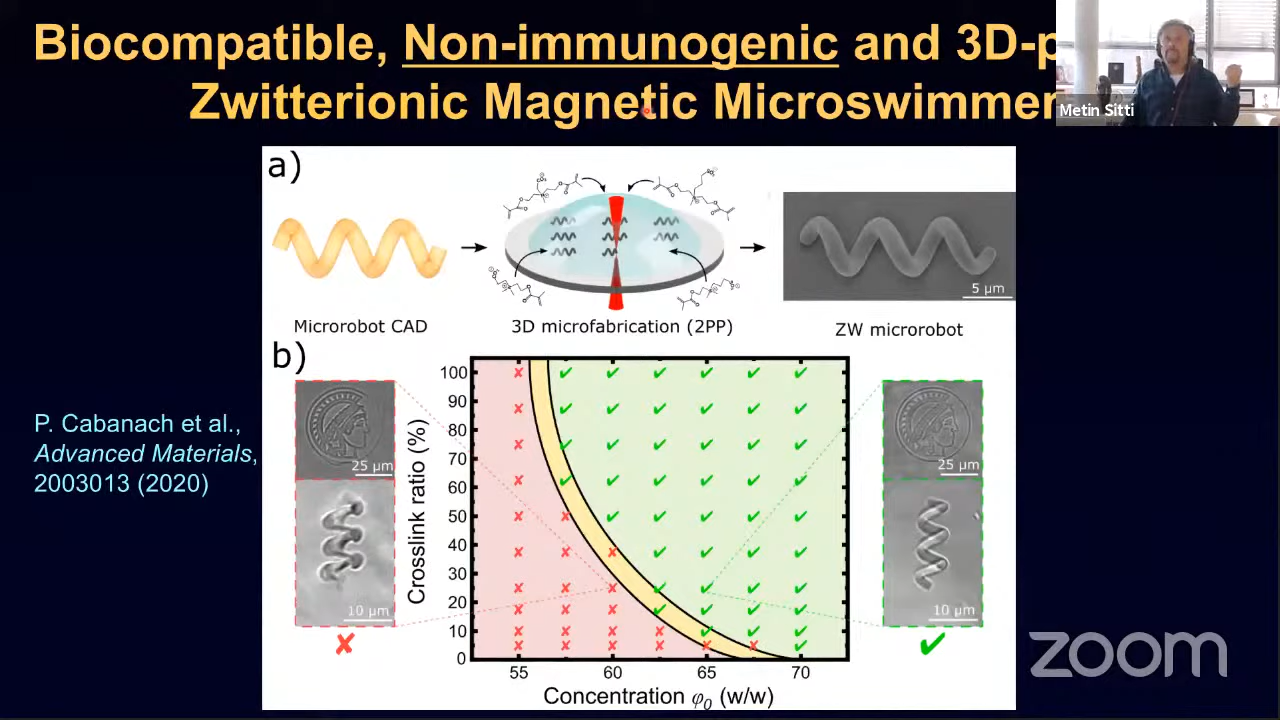 Biocompatible, Non-immunogenic and 3D-p
Zwitterionic Magnetic Microswimmer
Metin Sitti
a)
Microrobot CAD
3D microfabrication (2PP)
5 μm
ZW microrobot
b)
P. Cabanach et al.,
Advanced Materials,
2003013 (2020)
25 μm
10 μm
Crosslink ratio (%)
100
90
80
70
60
50
40
30
20
10
0
55
60
65
70
Concentration φ0 (w/w)
25 μm
10 μm
zoom